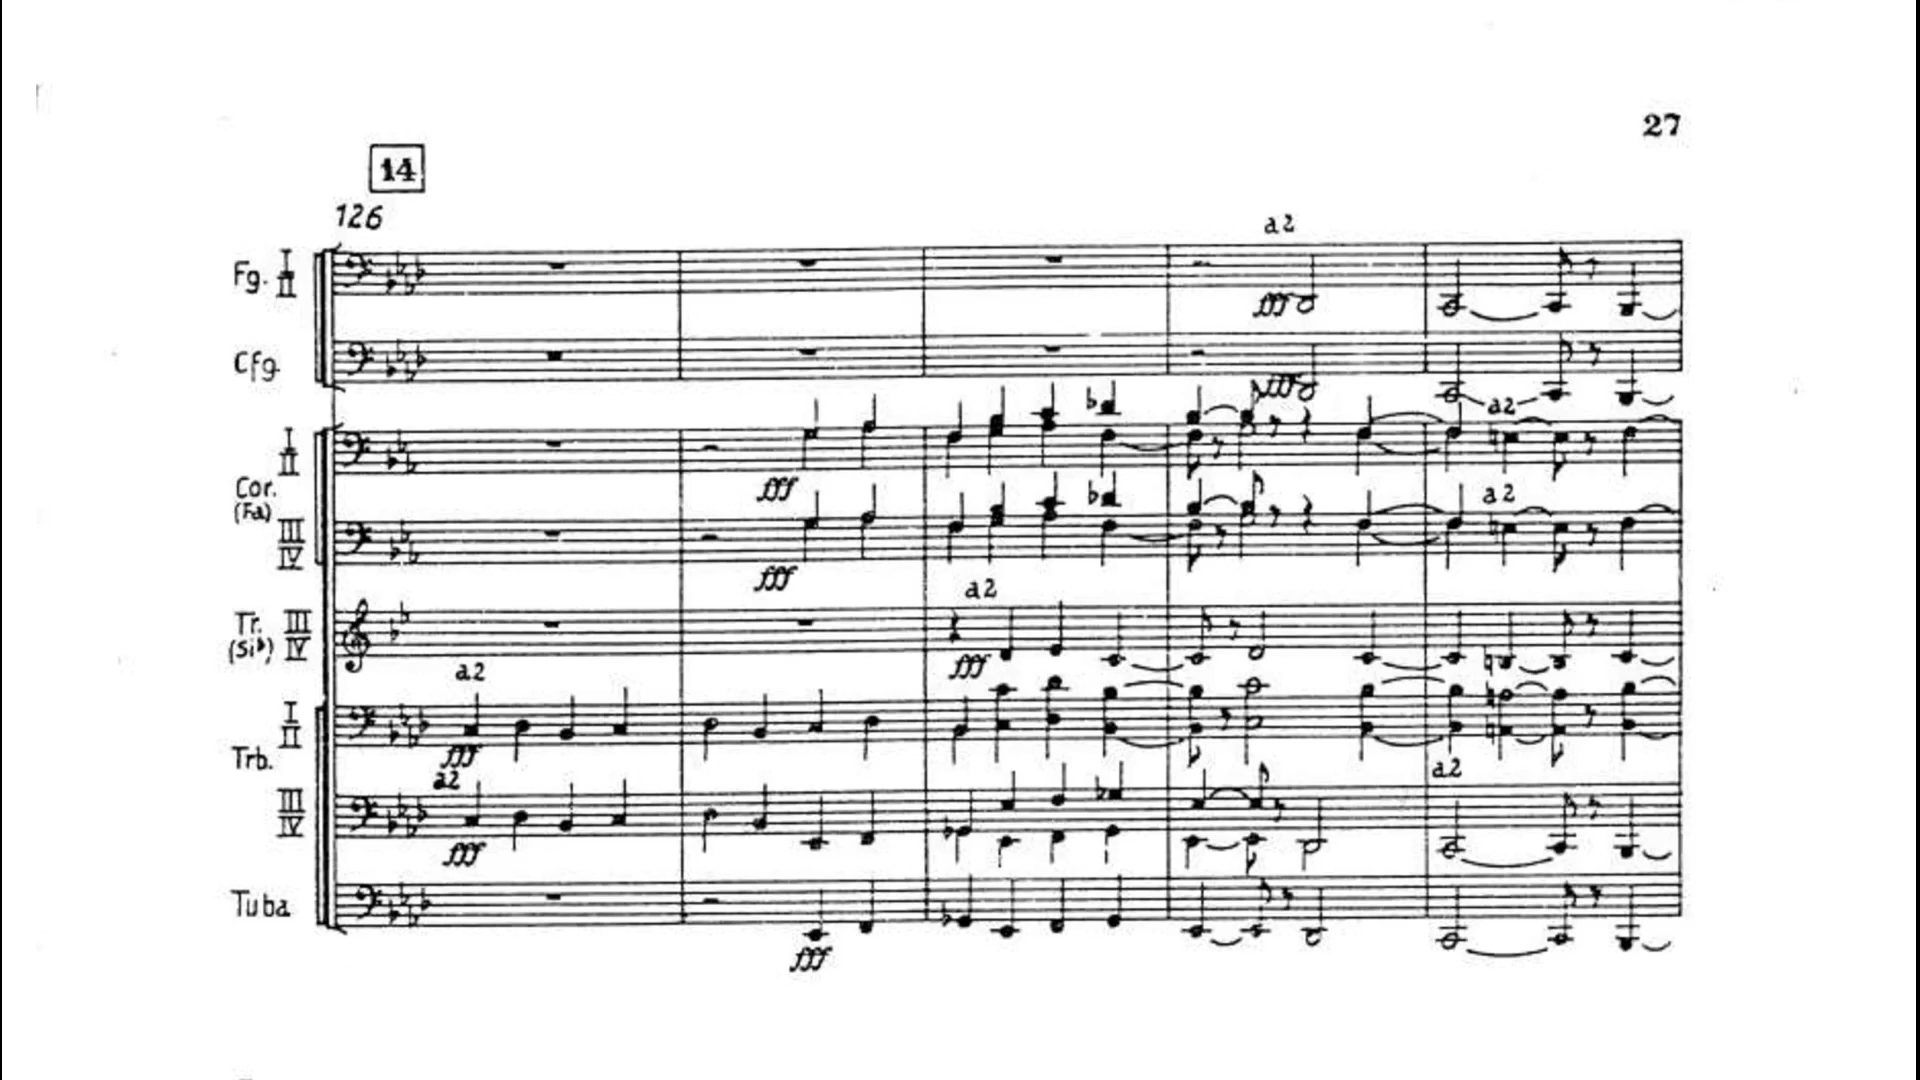 27
14
126
a2
Fg. I II
fff
Cfg.
fff
a2
I II
fff
Cor. (Fa)
a2
III IV
fff
a2
Tr. (Si♭) III IV
fff
a2
I II
fff
Trb.
a2
a2
III IV
fff
Tuba
fff